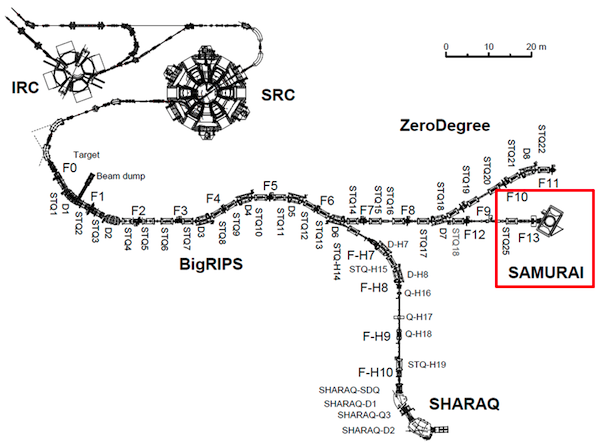 0
10
20 m
IRC
SRC
ZeroDegree
Target
F0
Beam dump
F1
STQ1
D1
STQ2
STQ3
D2
STQ4
F2
STQ5
STQ6
F3
STQ7
D3
F4
STQ8
STQ9
D4
STQ10
F5
STQ11
D5
STQ12
F6
STQ13
D6
STQ-H14
STQ14
F7
STQ15
STQ16
F8
STQ17
STQ18
D7
STQ18
STQ19
F12
STQ20
F9
F10
STQ21
D8
STQ22
F11
STQ25
F13
SAMURAI
BigRIPS
F-H7
D-H7
STQ-H15
D-H8
F-H8
Q-H16
Q-H17
F-H9
Q-H18
F-H10
STQ-H19
SHARAQ-SDQ
SHARAQ-D1
SHARAQ-Q3
SHARAQ-D2
SHARAQ